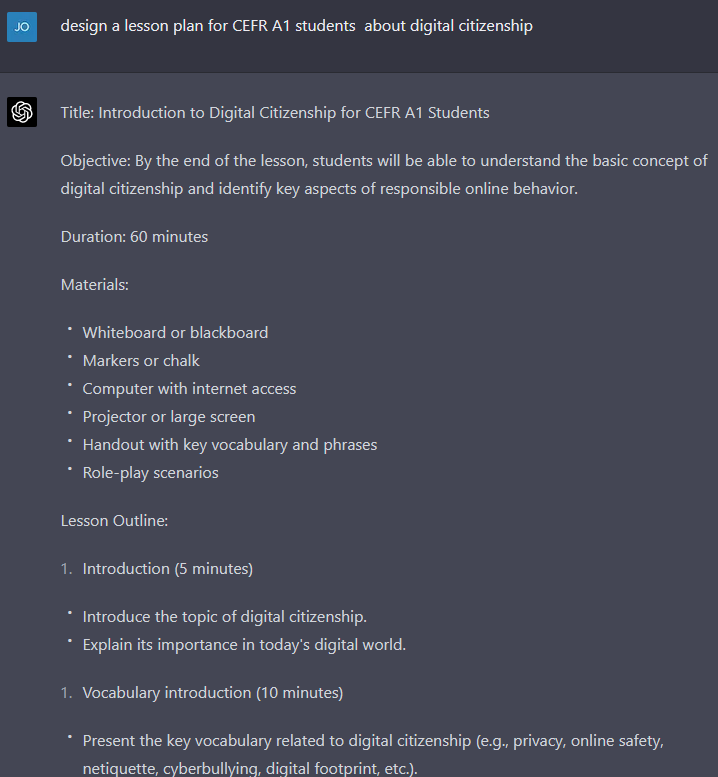 JO
design a lesson plan for CEFR A1 students  about digital citizenship
Title: Introduction to Digital Citizenship for CEFR A1 Students
Objective: By the end of the lesson, students will be able to understand the basic concept of
digital citizenship and identify key aspects of responsible online behavior.
Duration: 60 minutes
Materials:
• Whiteboard or blackboard
• Markers or chalk
• Computer with internet access
• Projector or large screen
• Handout with key vocabulary and phrases
• Role-play scenarios
Lesson Outline:
1. Introduction (5 minutes)
• Introduce the topic of digital citizenship.
• Explain its importance in today's digital world.
1. Vocabulary introduction (10 minutes)
• Present the key vocabulary related to digital citizenship (e.g., privacy, online safety,
netiquette, cyberbullying, digital footprint, etc.).